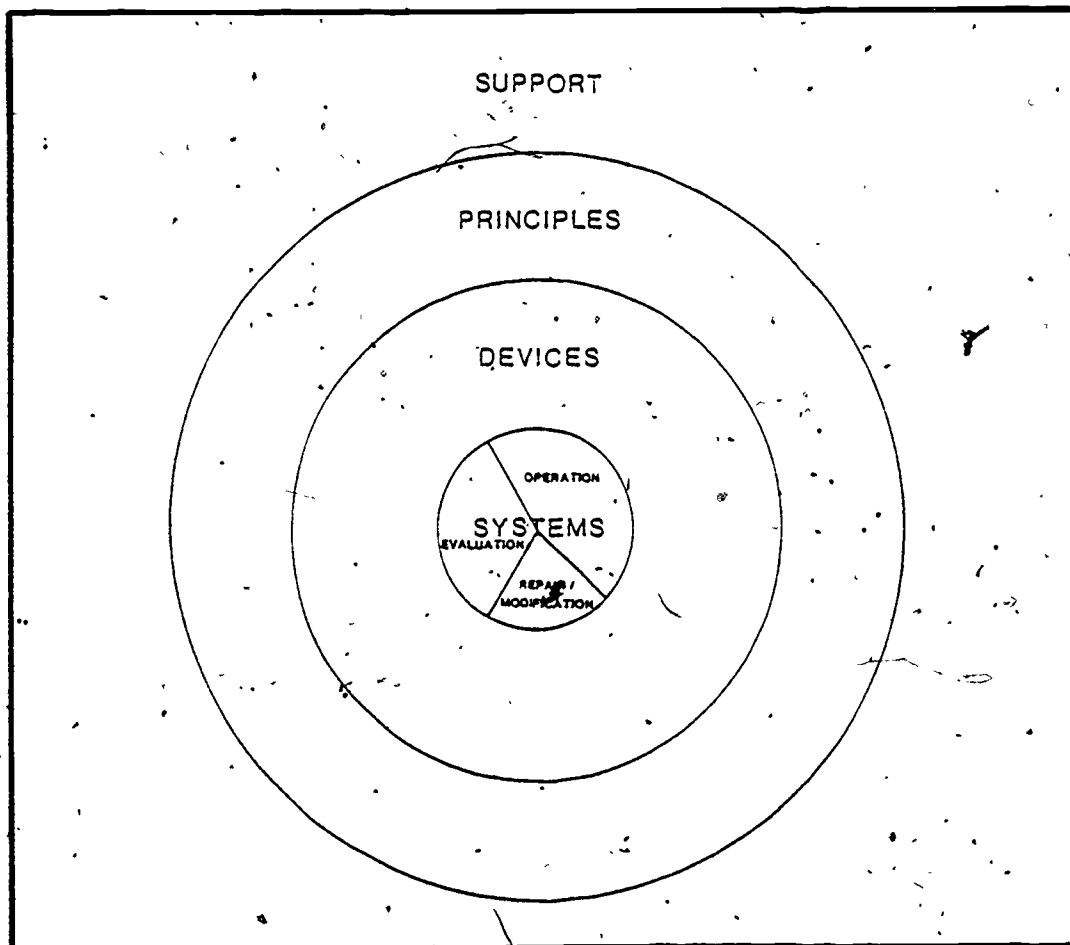 SUPPORT
PRINCIPLES
DEVICES
OPERATION
SYSTEMS
EVALUATION
REPAIR /
MODIFICATION